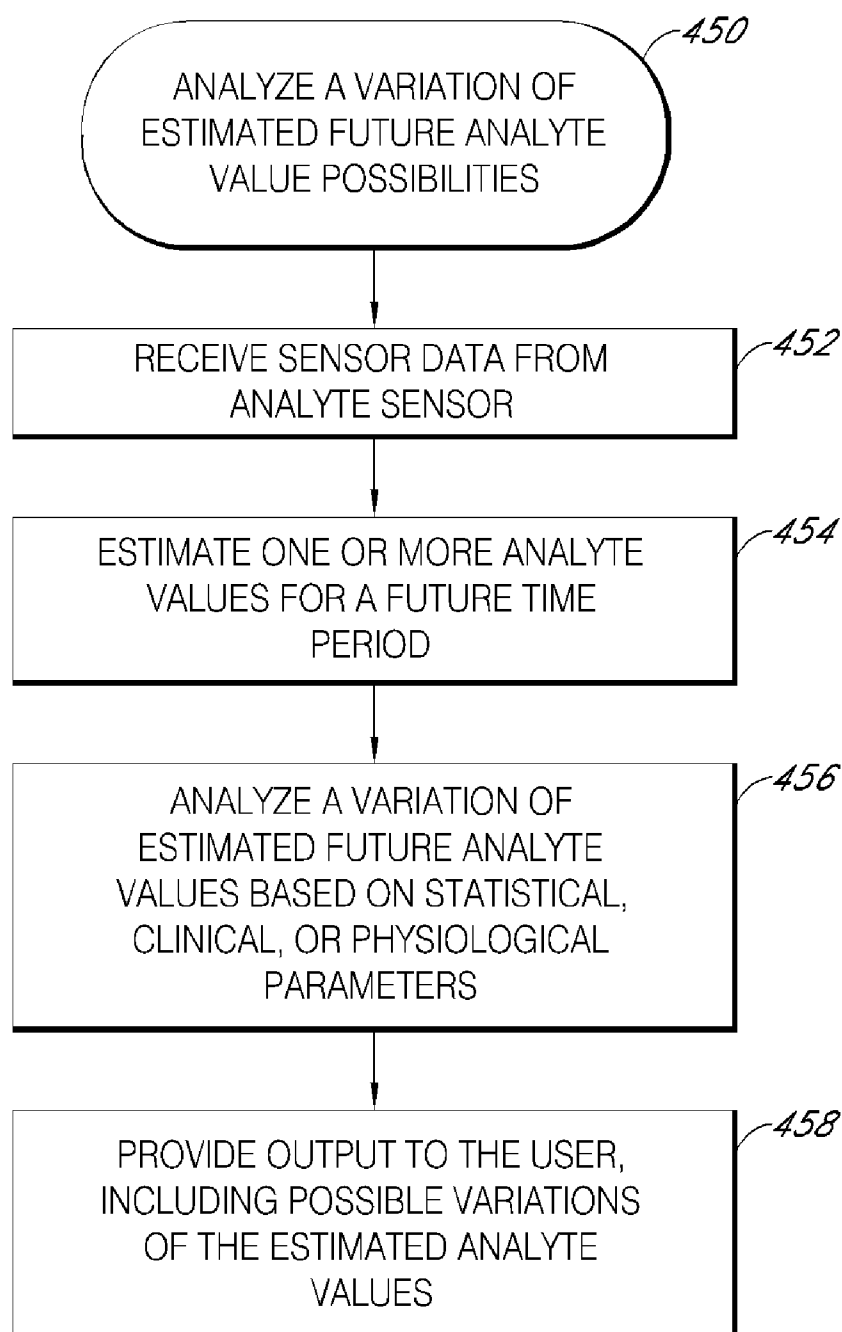 450
ANALYZE A VARIATION OF
ESTIMATED FUTURE ANALYTE
VALUE POSSIBILITIES
452
RECEIVE SENSOR DATA FROM
ANALYTE SENSOR
454
ESTIMATE ONE OR MORE ANALYTE
VALUES FOR A FUTURE TIME
PERIOD
456
ANALYZE A VARIATION OF
ESTIMATED FUTURE ANALYTE
VALUES BASED ON STATISTICAL,
CLINICAL, OR PHYSIOLOGICAL
PARAMETERS
458
PROVIDE OUTPUT TO THE USER,
INCLUDING POSSIBLE VARIATIONS
OF THE ESTIMATED ANALYTE
VALUES